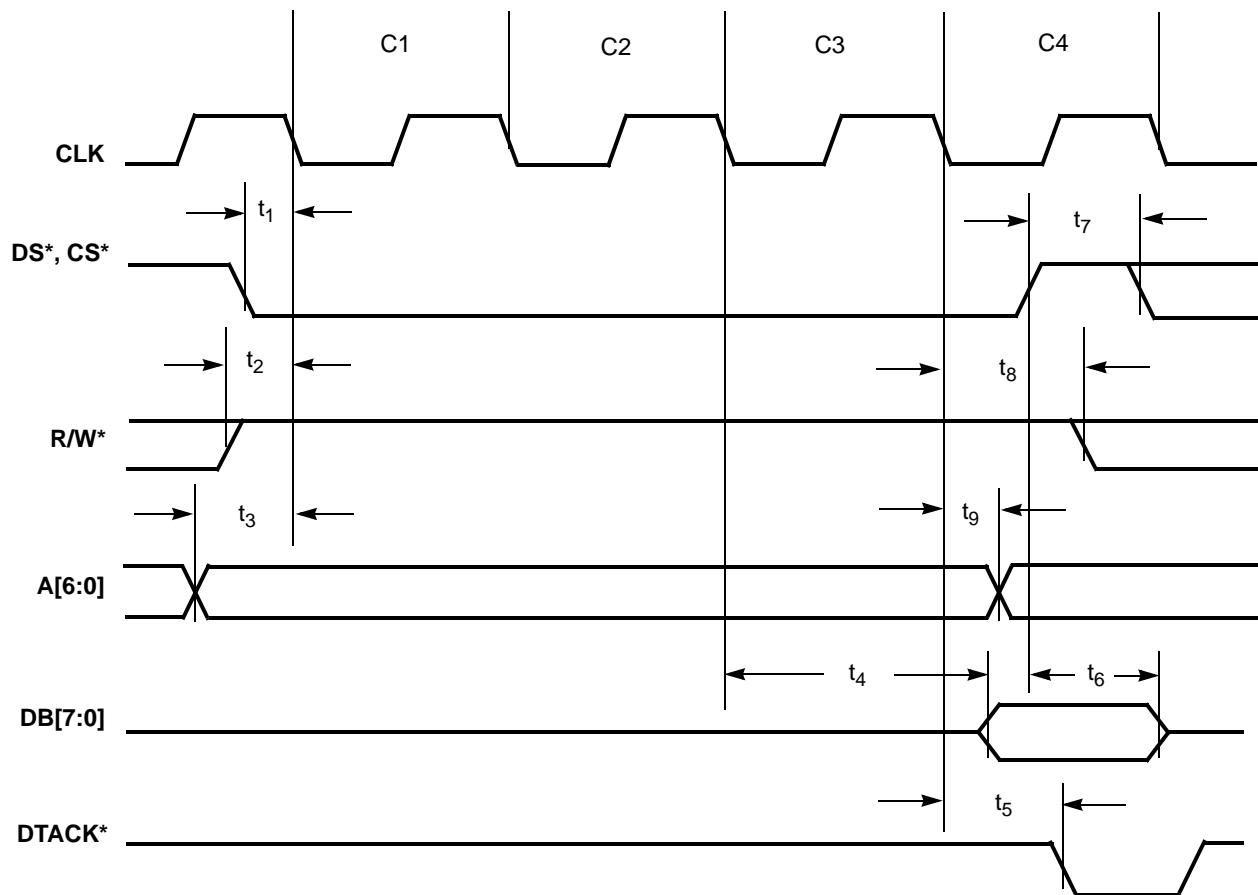 C1 C2 C3 C4
CLK
t1 t7
DS*, CS*
t2 t8
R/W*
t3 t9
A[6:0]
t4 t6
DB[7:0]
t5
DTACK*